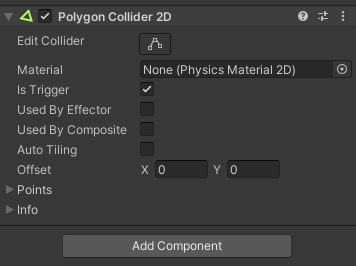 Polygon Collider 2D
Edit Collider
Material None (Physics Material 2D)
Is Trigger
Used By Effector
Used By Composite
Auto Tiling
Offset X 0 Y 0
Points
Info
Add Component